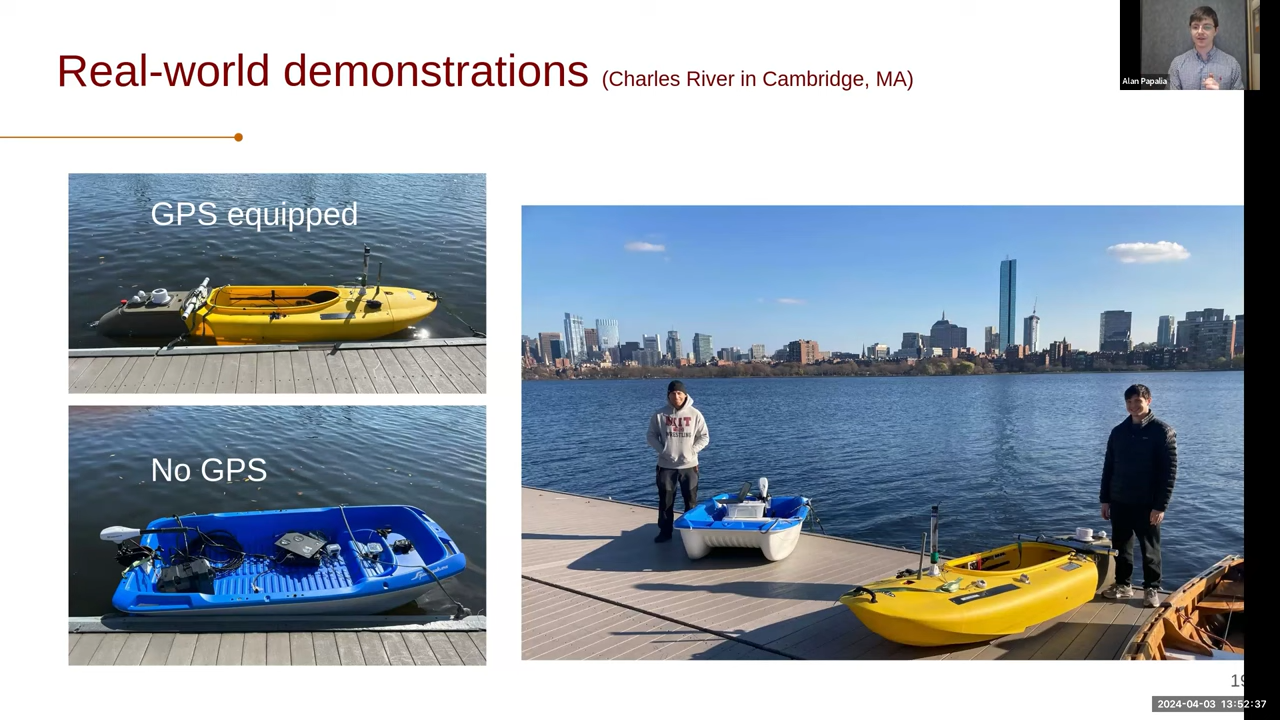 Real-world demonstrations (Charles River in Cambridge, MA)
Alan Papalia
GPS equipped
No GPS
MIT
WRESTLING
2024-04-03 13:52:37